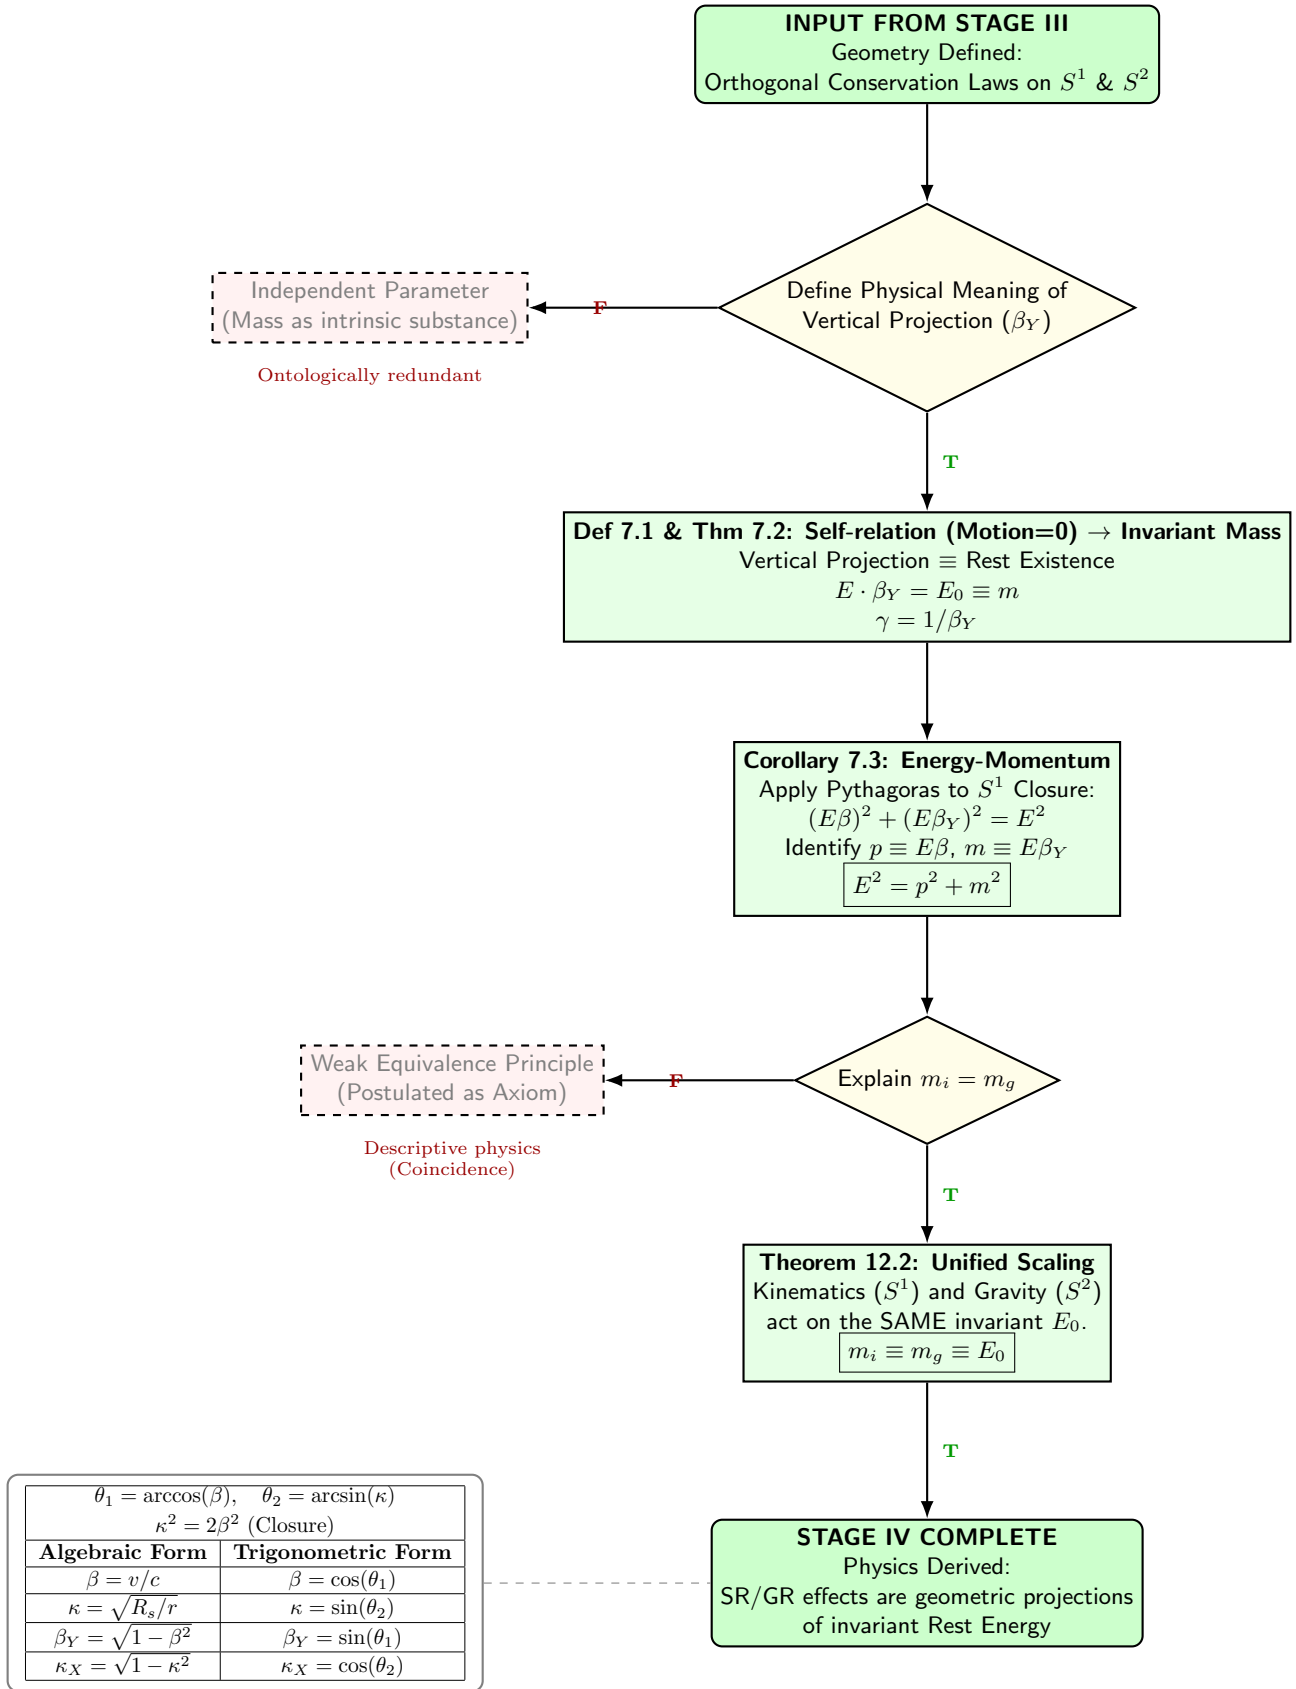 INPUT FROM STAGE III
Geometry Defined:
Orthogonal Conservation Laws on S¹ & S²
Define Physical Meaning of
Vertical Projection (β_Y)
F
Independent Parameter
(Mass as intrinsic substance)
Ontologically redundant
T
Def 7.1 & Thm 7.2: Self-relation (Motion=0) → Invariant Mass
Vertical Projection ≡ Rest Existence
E · β_Y = E₀ ≡ m
γ = 1/β_Y
Corollary 7.3: Energy-Momentum
Apply Pythagoras to S¹ Closure:
(Eβ)² + (Eβ_Y)² = E²
Identify p ≡ Eβ, m ≡ Eβ_Y
E² = p² + m²
Explain m_i = m_g
F
Weak Equivalence Principle
(Postulated as Axiom)
Descriptive physics
(Coincidence)
T
Theorem 12.2: Unified Scaling
Kinematics (S¹) and Gravity (S²)
act on the SAME invariant E₀.
m_i ≡ m_g ≡ E₀
T
STAGE IV COMPLETE
Physics Derived:
SR/GR effects are geometric projections
of invariant Rest Energy
θ₁ = arccos(β), θ₂ = arcsin(κ)
κ² = 2β² (Closure)
Algebraic Form Trigonometric Form
β = v/c β = cos(θ₁)
κ = √(R_s/r) κ = sin(θ₂)
β_Y = √(1 − β²) β_Y = sin(θ₁)
κ_X = √(1 − κ²) κ_X = cos(θ₂)